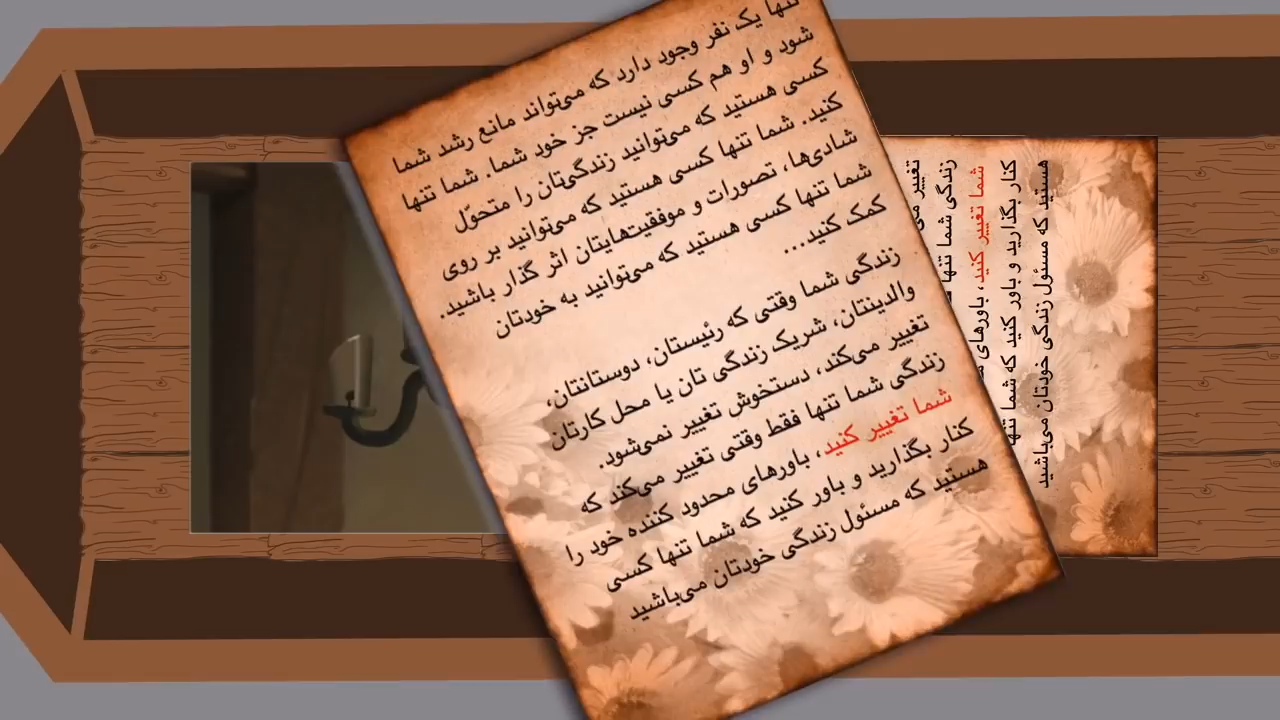 تنها یک نفر وجود دارد که می‌تواند مانع رشد شما
شود و او هم کسی نیست جز خود شما. شما تنها
کسی هستید که می‌توانید زندگی‌تان را متحوّل
کنید. شما تنها کسی هستید که می‌توانید بر روی
شادی‌ها، تصورات و موفقیت‌هایتان اثر گذار باشید.
شما تنها کسی هستید که می‌توانید به خودتان
کمک کنید...
زندگی شما وقتی که رئیستان، دوستانتان،
والدینتان، شریک زندگی تان یا محل کارتان
تغییر می‌کند، دستخوش تغییر نمی‌شود.
زندگی شما تنها فقط وقتی تغییر می‌کند که
شما تغییر کنید، باورهای محدود کننده خود را
کنار بگذارید و باور کنید که شما تنها کسی
هستید که مسئول زندگی خودتان می‌باشید
تغییر می
زندگی شما تنها
شما تغییر کنید، باورهای
کنار بگذارید و باور کنید که شما تنها
هستید که مسئول زندگی خودتان می‌باشید